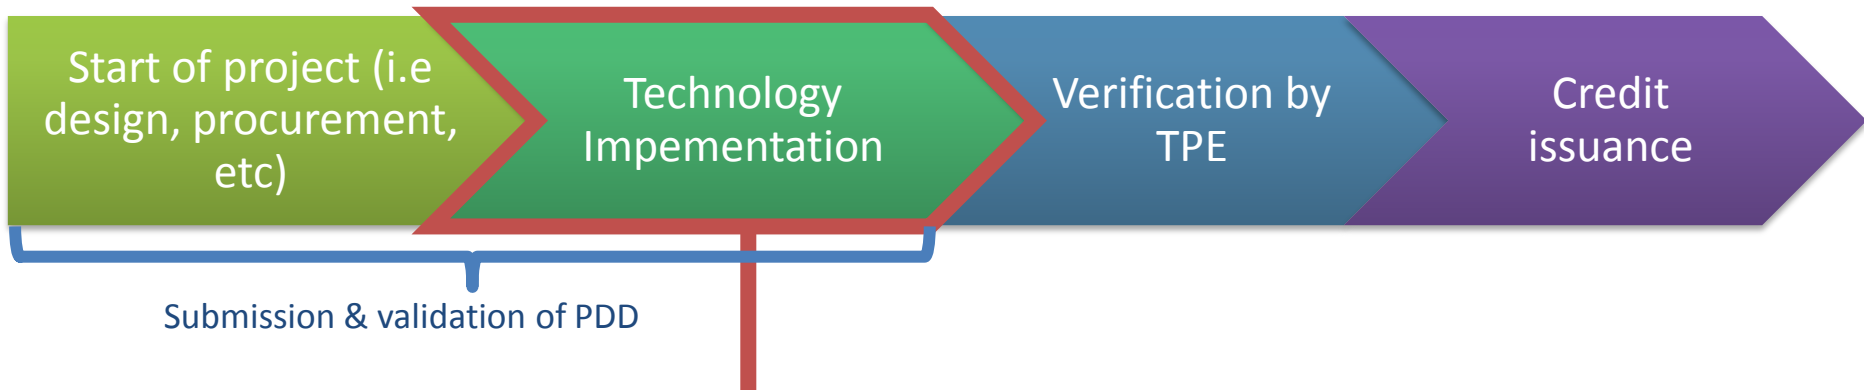 Start of project (i.e
design, procurement,
etc)
Technology
Impementation
Verification by
TPE
Credit
issuance
Submission & validation of PDD